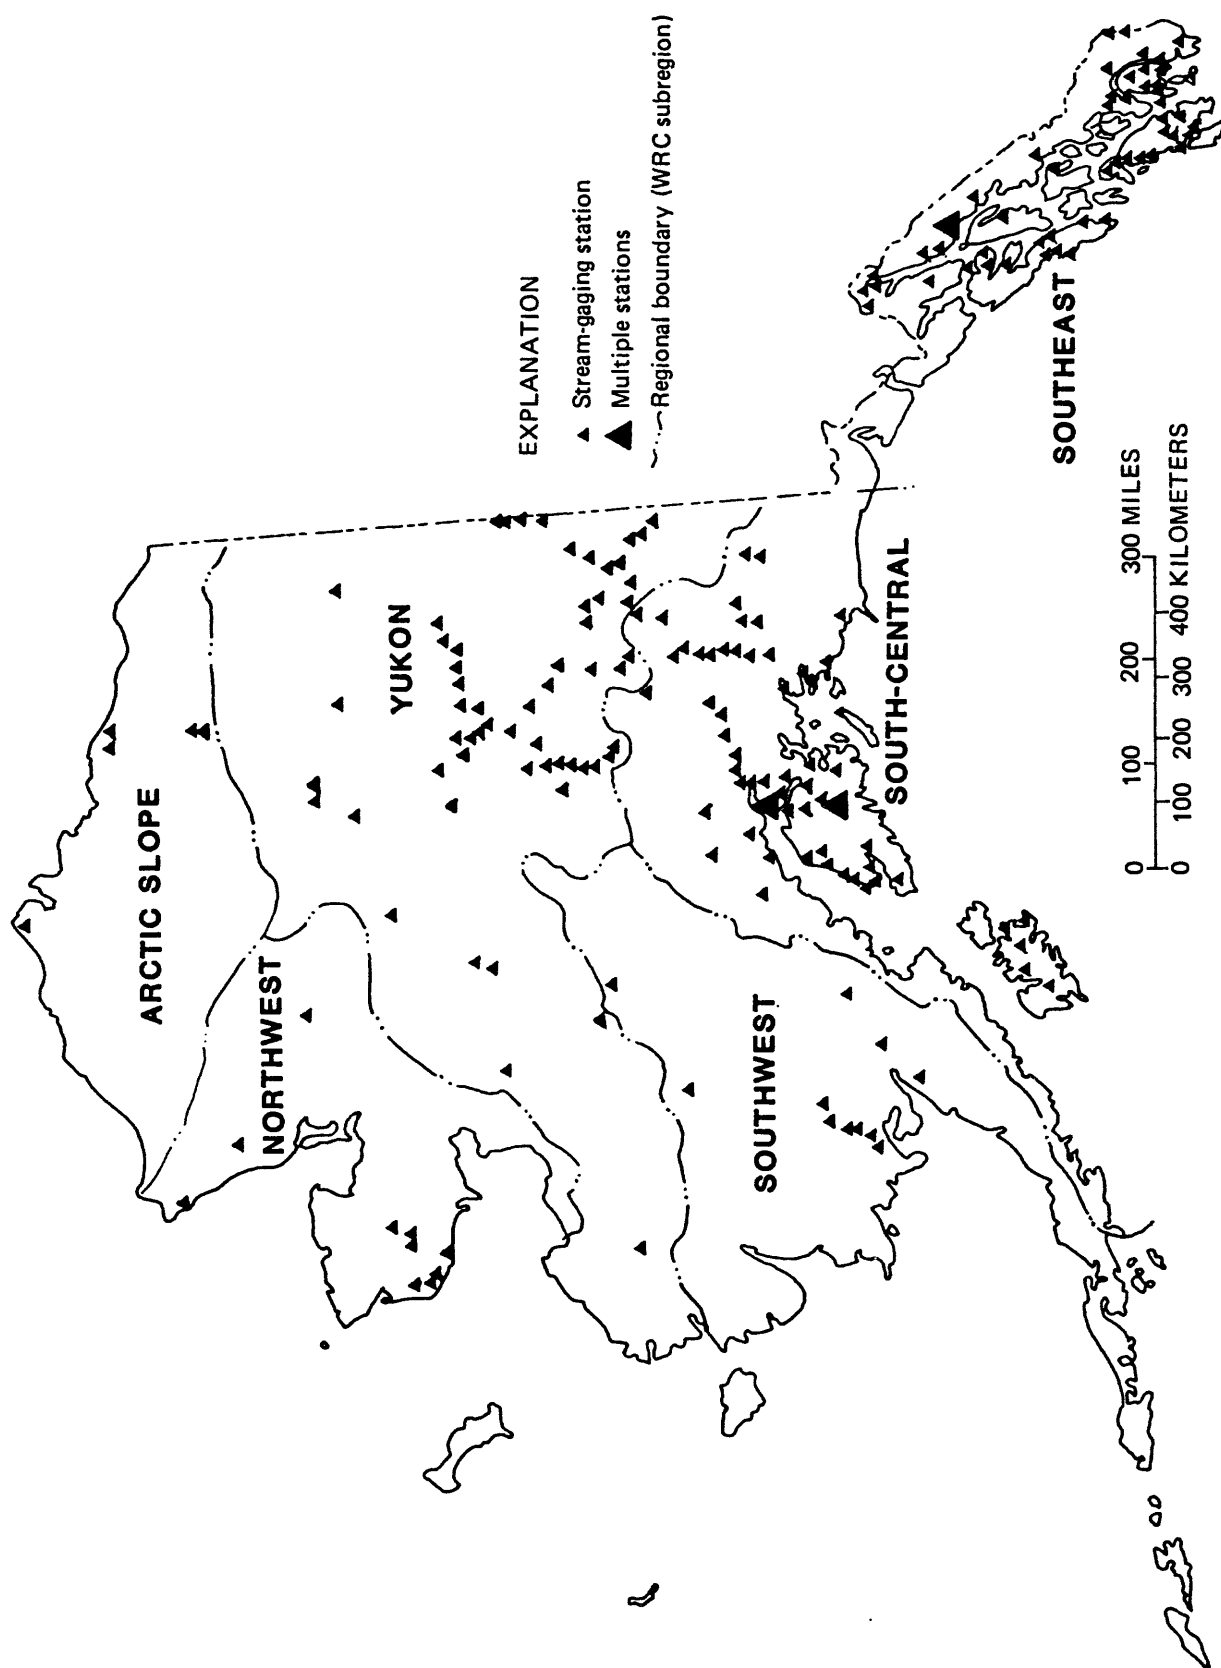 ARCTIC SLOPE
NORTHWEST
YUKON
SOUTHWEST
SOUTH-CENTRAL
SOUTHEAST
EXPLANATION
Stream-gaging station
Multiple stations
Regional boundary (WRC subregion)
0 100 200 300 MILES
0 100 200 300 400 KILOMETERS